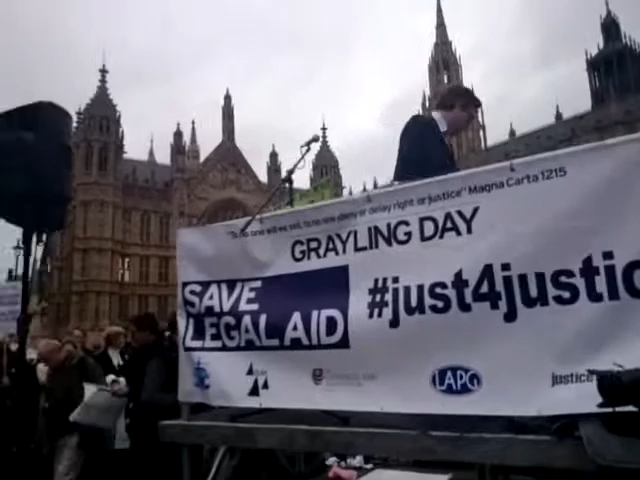 "To no one will we sell, to no one deny or delay right or justice" Magna Carta 1215
GRAYLING DAY
SAVE
LEGAL AID
#just4justic
LAPG
justice